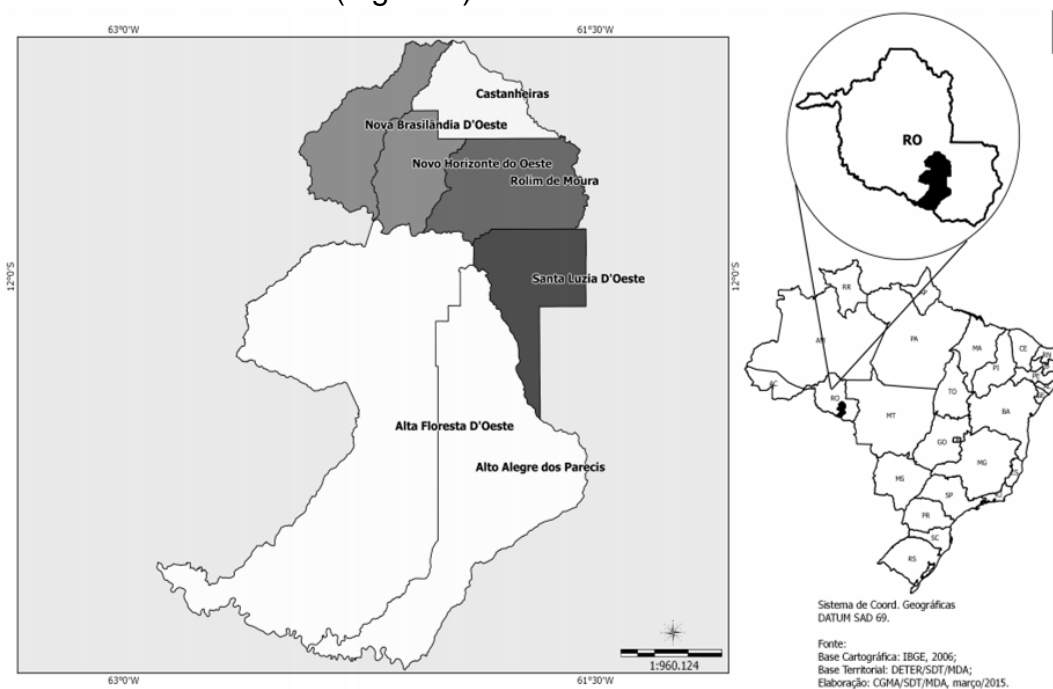 63°0'W
61°30'W
Castanheiras
Nova Brasilândia D'Oeste
Novo Horizonte do Oeste
Rolim de Moura
12°0'S
12°0'S
Santa Luzia D'Oeste
Alta Floresta D'Oeste
Alto Alegre dos Parecis
1:960.124
63°0'W
61°30'W
RO
RR
AP
AM
PA
MA
CE
RN
PI
PE
AC
RO
TO
BA
MT
GO
MG
MS
SP
PR
SC
RS
Sistema de Coord. Geográficas
DATUM SAD 69.
Fonte:
Base Cartográfica: IBGE, 2006;
Base Territorial: DETER/SDT/MDA;
Elaboração: CGMA/SDT/MDA, março/2015.